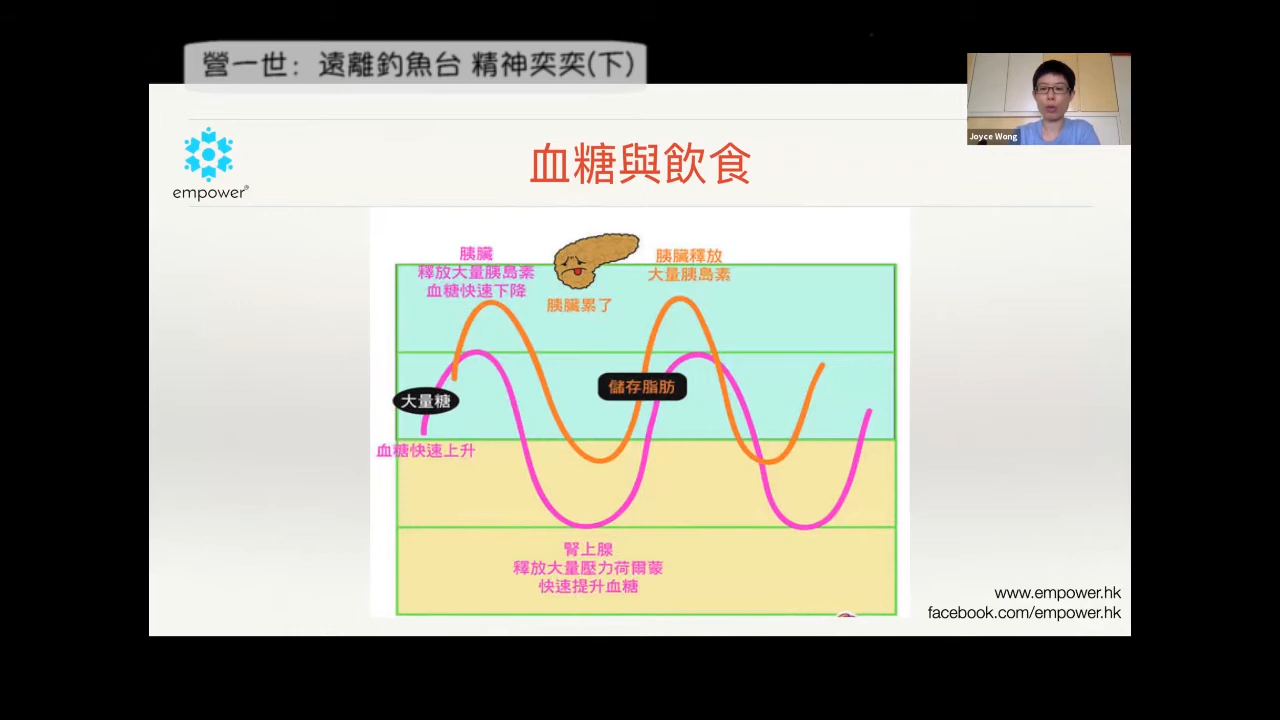 營一世：遠離釣魚台 精神奕奕(下)
Joyce Wong
empower®
血糖與飲食
胰臟
釋放大量胰島素
血糖快速下降
胰臟釋放
大量胰島素
胰臟累了
儲存脂肪
大量糖
血糖快速上升
腎上腺
釋放大量壓力荷爾蒙
快速提升血糖
www.empower.hk
facebook.com/empower.hk